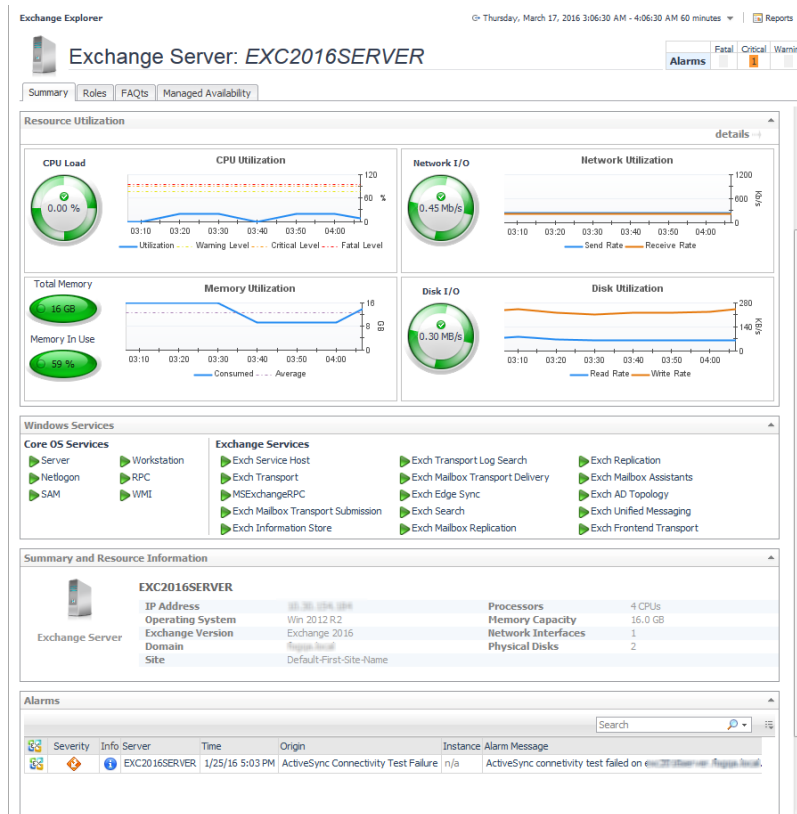 Exchange Explorer
Thursday, March 17, 2016 3:06:30 AM - 4:06:30 AM 60 minutes
Reports
Exchange Server: EXC2016SERVER
Fatal Critical Warnin
Alarms 1
Summary Roles FAQts Managed Availability
Resource Utilization
details
CPU Load
0.00 %
CPU Utilization
120
60
0
%
03:10 03:20 03:30 03:40 03:50 04:00
Utilization Warning Level Critical Level Fatal Level
Network I/O
0.45 Mb/s
Network Utilization
1200
600
0
Kb/s
03:10 03:20 03:30 03:40 03:50 04:00
Send Rate Receive Rate
Total Memory
16 GB
Memory In Use
59 %
Memory Utilization
16
8
0
GB
03:10 03:20 03:30 03:40 03:50 04:00
Consumed Average
Disk I/O
0.30 MB/s
Disk Utilization
280
140
0
KB/s
03:10 03:20 03:30 03:40 03:50 04:00
Read Rate Write Rate
Windows Services
Core OS Services
Server Workstation
Netlogon RPC
SAM WMI
Exchange Services
Exch Service Host Exch Transport Log Search Exch Replication
Exch Transport Exch Mailbox Transport Delivery Exch Mailbox Assistants
MSExchangeRPC Exch Edge Sync Exch AD Topology
Exch Mailbox Transport Submission Exch Search Exch Unified Messaging
Exch Information Store Exch Mailbox Replication Exch Frontend Transport
Summary and Resource Information
Exchange Server
EXC2016SERVER
IP Address Processors 4 CPUs
Operating System Win 2012 R2 Memory Capacity 16.0 GB
Exchange Version Exchange 2016 Network Interfaces 1
Domain Physical Disks 2
Site Default-First-Site-Name
Alarms
Search
Severity Info Server Time Origin Instance Alarm Message
EXC2016SERVER 1/25/16 5:03 PM ActiveSync Connectivity Test Failure n/a ActiveSync connetivity test failed on